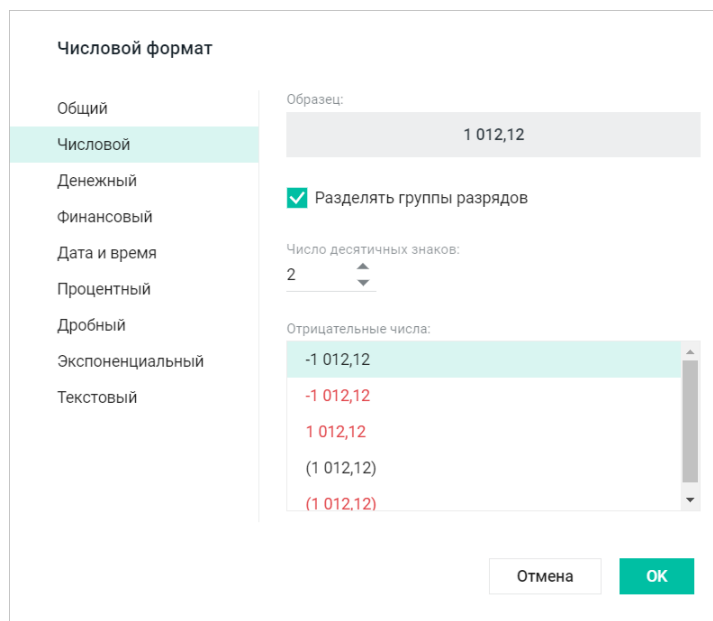 Числовой формат
Общий
Числовой
Денежный
Финансовый
Дата и время
Процентный
Дробный
Экспоненциальный
Текстовый
Образец:
1 012,12
Разделять группы разрядов
Число десятичных знаков:
2
Отрицательные числа:
-1 012,12
-1 012,12
1 012,12
(1 012,12)
(1 012,12)
Отмена
ОК